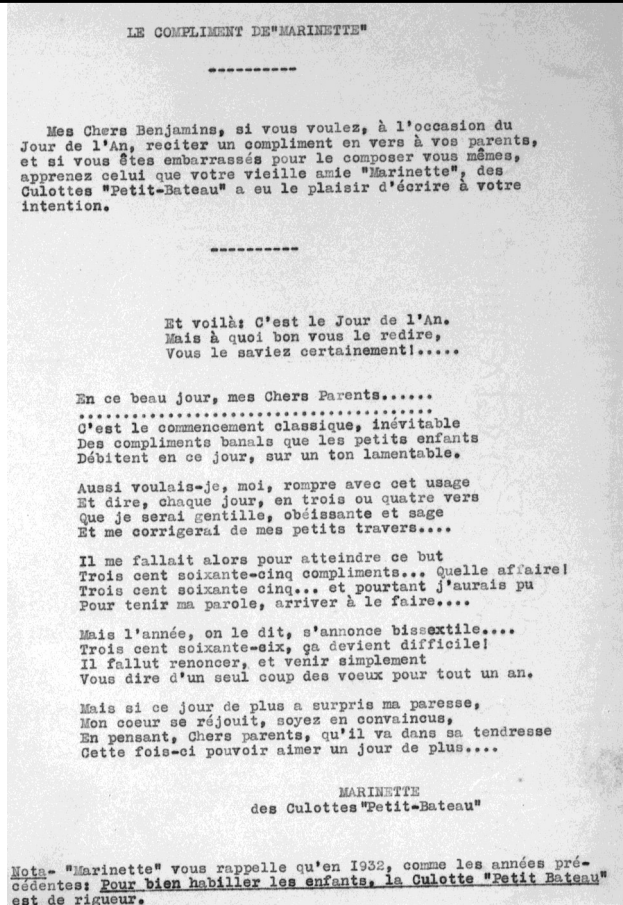 LE COMPLIMENT DE"MARINETTE"
----------
Mes Chers Benjamins, si vous voulez, à l'occasion du
Jour de l'An, reciter un compliment en vers à vos parents,
et si vous êtes embarrassés pour le composer vous mêmes,
apprenez celui que votre vieille amie "Marinette", des
Culottes "Petit-Bateau" a eu le plaisir d'écrire à votre
intention.
----------
Et voilà: C'est le Jour de l'An.
Mais à quoi bon vous le redire,
Vous le saviez certainement!.....
En ce beau jour, mes Chers Parents......
........................................
C'est le commencement classique, inévitable
Des compliments banals que les petits enfants
Débitent en ce jour, sur un ton lamentable.
Aussi voulais-je, moi, rompre avec cet usage
Et dire, chaque jour, en trois ou quatre vers
Que je serai gentille, obéissante et sage
Et me corrigerai de mes petits travers....
Il me fallait alors pour atteindre ce but
Trois cent soixante-cinq compliments... Quelle affaire!
Trois cent soixante cinq... et pourtant j'aurais pu
Pour tenir ma parole, arriver à le faire....
Mais l'année, on le dit, s'annonce bissextile....
Trois cent soixante-six, ça devient difficile!
Il fallut renoncer, et venir simplement
Vous dire d'un seul coup des voeux pour tout un an.
Mais si ce jour de plus a surpris ma paresse,
Mon coeur se réjouit, soyez en convaincus,
En pensant, Chers parents, qu'il va dans sa tendresse
Cette fois-ci pouvoir aimer un jour de plus....
MARINETTE
des Culottes"Petit-Bateau"
Nota- "Marinette" vous rappelle qu'en I932, comme les années pré-
cédentes: Pour bien habiller les enfants, la Culotte "Petit Bateau"
est de rigueur.